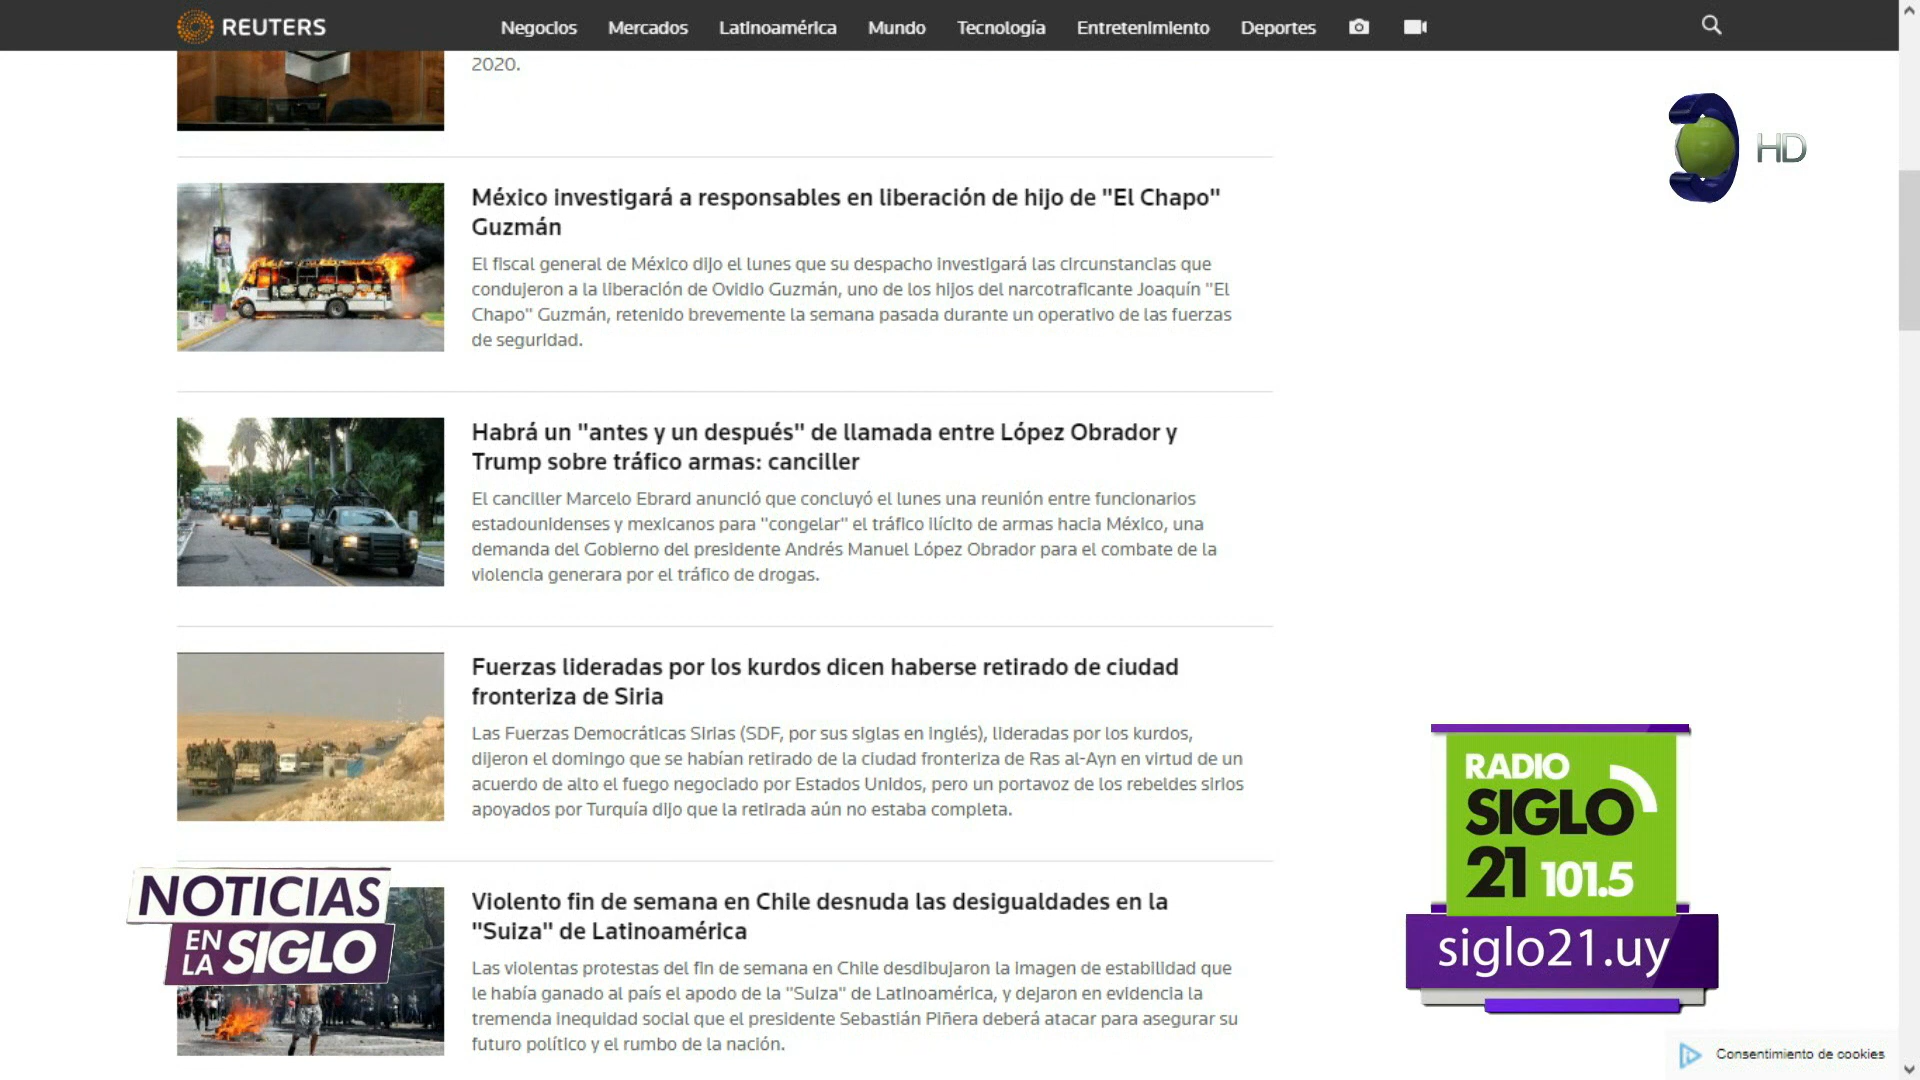 REUTERS
Negocios Mercados Latinoamérica Mundo Tecnología Entretenimiento Deportes
2020.
HD
México investigará a responsables en liberación de hijo de "El Chapo"
Guzmán
El fiscal general de México dijo el lunes que su despacho investigará las circunstancias que
condujeron a la liberación de Ovidio Guzmán, uno de los hijos del narcotraficante Joaquín "El
Chapo" Guzmán, retenido brevemente la semana pasada durante un operativo de las fuerzas
de seguridad.
Habrá un "antes y un después" de llamada entre López Obrador y
Trump sobre tráfico armas: canciller
El canciller Marcelo Ebrard anunció que concluyó el lunes una reunión entre funcionarios
estadounidenses y mexicanos para "congelar" el tráfico ilícito de armas hacia México, una
demanda del Gobierno del presidente Andrés Manuel López Obrador para el combate de la
violencia generara por el tráfico de drogas.
Fuerzas lideradas por los kurdos dicen haberse retirado de ciudad
fronteriza de Siria
Las Fuerzas Democráticas Sirias (SDF, por sus siglas en inglés), lideradas por los kurdos,
dijeron el domingo que se habían retirado de la ciudad fronteriza de Ras al-Ayn en virtud de un
acuerdo de alto el fuego negociado por Estados Unidos, pero un portavoz de los rebeldes sirios
apoyados por Turquía dijo que la retirada aún no estaba completa.
Violento fin de semana en Chile desnuda las desigualdades en la
"Suiza" de Latinoamérica
Las violentas protestas del fin de semana en Chile desdibujaron la imagen de estabilidad que
le había ganado al país el apodo de la "Suiza" de Latinoamérica, y dejaron en evidencia la
tremenda inequidad social que el presidente Sebastián Piñera deberá atacar para asegurar su
futuro político y el rumbo de la nación.
NOTICIAS
EN LA SIGLO
RADIO
SIGLO
21 101.5
siglo21.uy
Consentimiento de cookies